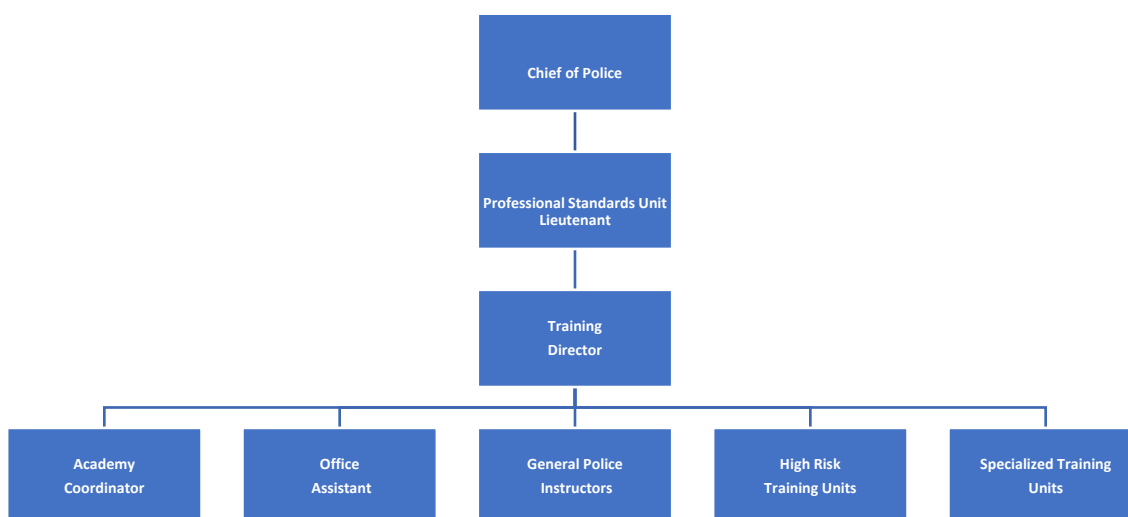 Chief of Police
Professional Standards Unit
Lieutenant
Training
Director
Academy
Coordinator
Office
Assistant
General Police
Instructors
High Risk
Training Units
Specialized Training
Units